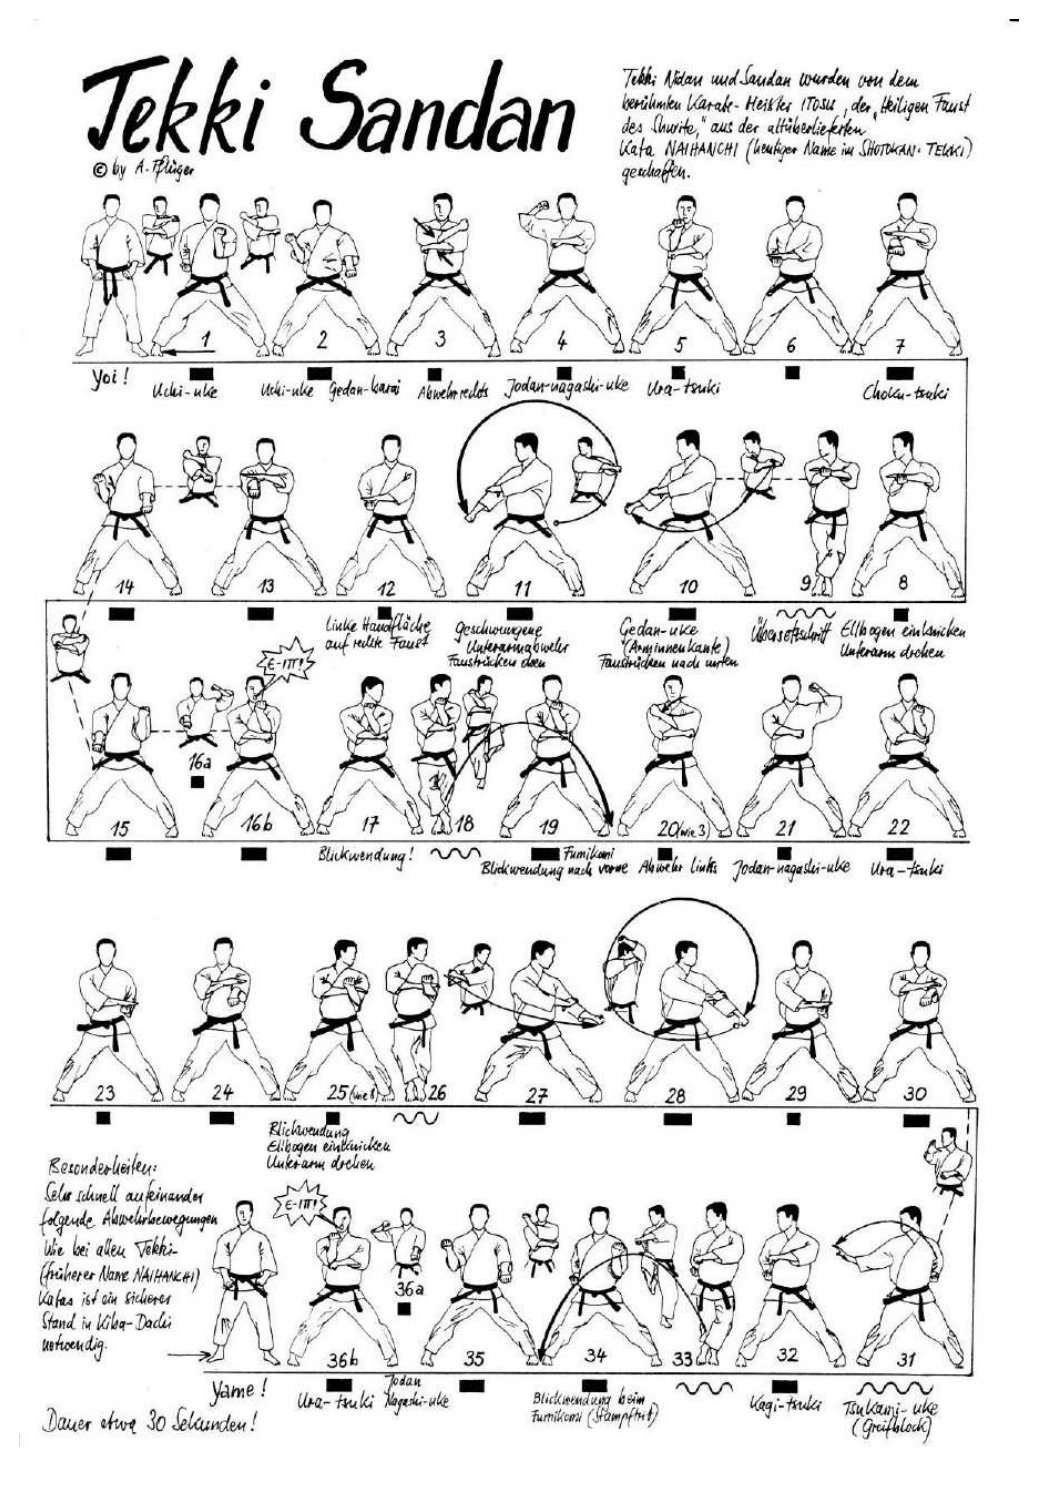 Tekki Sandan
© by A. Pflüger
Tekki Nidan und Sandan wurden von dem
berühmten Karate-Meister ITOSU, der „Heiligen Faust
des Shurite," aus der altüberlieferten
Kata NAIHANCHI (heutiger Name im SHOTOKAN: TEKKI)
geschaffen.
1 2 3 4 5 6 7
Yoi! Uchi-uke Uchi-uke Gedan-barai Abwehr rechts Jodan-nagashi-uke Ura-tsuki Choku-tsuki
14 13 12 11 10 9 8
linke Handfläche
auf rechte Faust
Geschwungene
Unterarmabwehr
Faustrücken oben
Gedan-uke
(Arminnenkante)
Faustrücken nach unten
Übersetzschritt
Ellbogen einknicken
Unterarm drehen
E-ITT!
16a
15 16b 17 18 19 20 (wie 3) 21 22
Blickwendung!
Fumikomi
Blickwendung nach vorne
Abwehr links
Jodan-nagashi-uke
Ura-tsuki
23 24 25 (wie 8) 26 27 28 29 30
Blickwendung
Ellbogen einknicken
Unterarm drehen
Besonderheiten:
Sehr schnell aufeinander
folgende Abwehrbewegungen
Wie bei allen Tekki-
(früherer Name NAIHANCHI)
Katas ist ein sicherer
Stand in Kiba-Dachi
notwendig.
E-ITT!
36a
36b 35 34 33 32 31
Yame!
Ura-tsuki
Jodan
Nagashi-uke
Blickwendung beim
Fumikomi (Stampftritt)
Kagi-tsuki
Tsukami-uke
(Greifblock)
Dauer etwa 30 Sekunden!